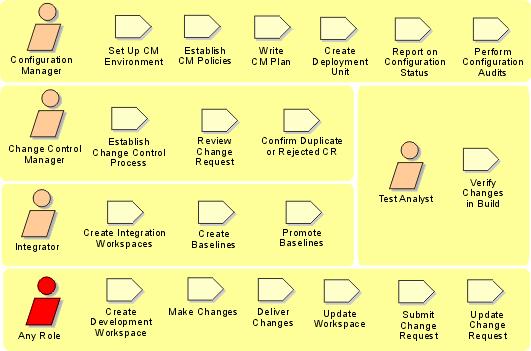 Configuration
Manager
Set Up CM
Environment
Establish
CM Policies
Write
CM Plan
Create
Deployment
Unit
Report on
Configuration
Status
Perform
Configuration
Audits
Change Control
Manager
Establish
Change Control
Process
Review
Change
Request
Confirm Duplicate
or Rejected CR
Test Analyst
Verify
Changes
in Build
Integrator
Create Integration
Workspaces
Create
Baselines
Promote
Baselines
Any Role
Create
Development
Workspace
Make Changes
Deliver
Changes
Update
Workspace
Submit
Change
Request
Update
Change
Request